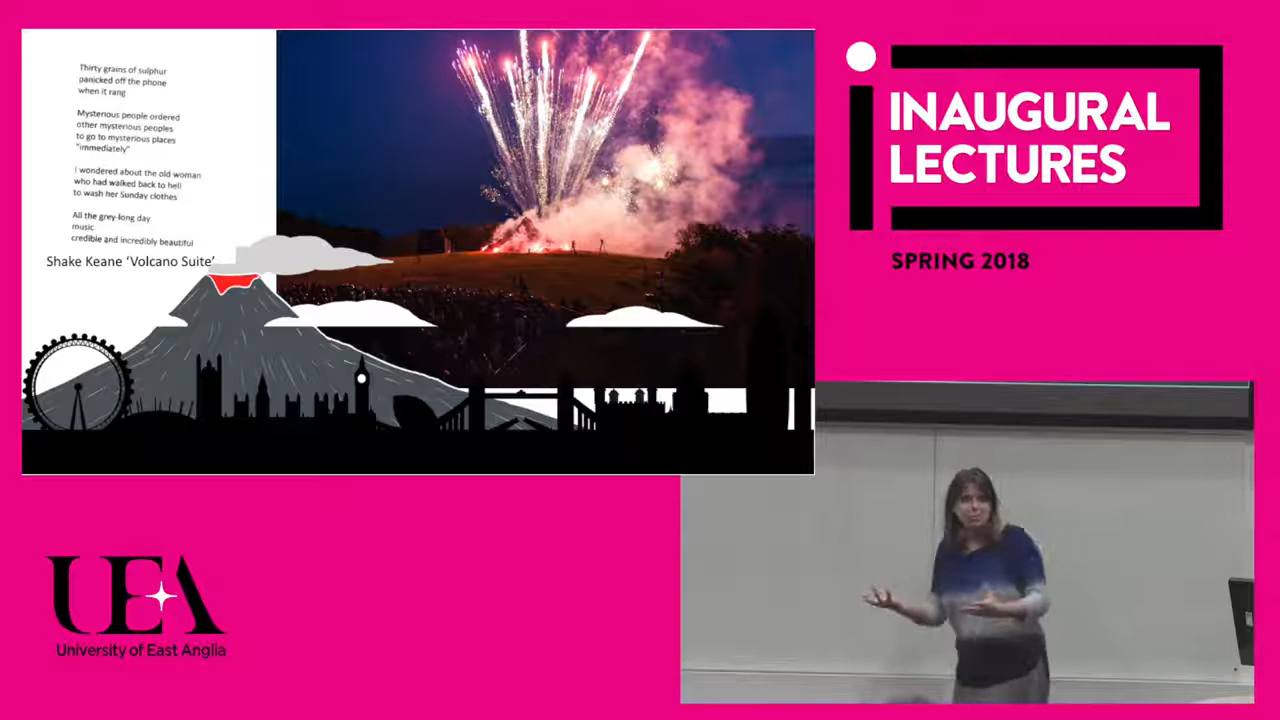 Thirty grains of sulphur
panicked off the phone
when it rang
Mysterious people ordered
other mysterious peoples
to go to mysterious places
"immediately"
I wondered about the old woman
who had walked back to hell
to wash her Sunday clothes
All the grey-long day
music
credible and incredibly beautiful
Shake Keane 'Volcano Suite'
INAUGURAL
LECTURES
SPRING 2018
UEA
University of East Anglia